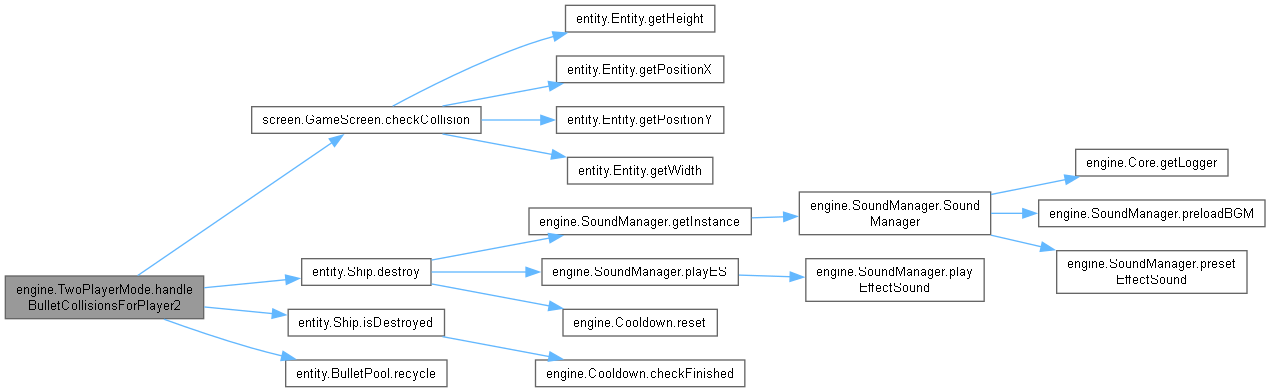 entity.Entity.getHeight
entity.Entity.getPositionX
screen.GameScreen.checkCollision
entity.Entity.getPositionY
entity.Entity.getWidth
engine.Core.getLogger
engine.SoundManager.getInstance
engine.SoundManager.Sound
Manager
engine.SoundManager.preloadBGM
entity.Ship.destroy
engine.SoundManager.playES
engine.SoundManager.play
EffectSound
engine.SoundManager.preset
EffectSound
engine.TwoPlayerMode.handle
BulletCollisionsForPlayer2
entity.Ship.isDestroyed
engine.Cooldown.reset
entity.BulletPool.recycle
engine.Cooldown.checkFinished